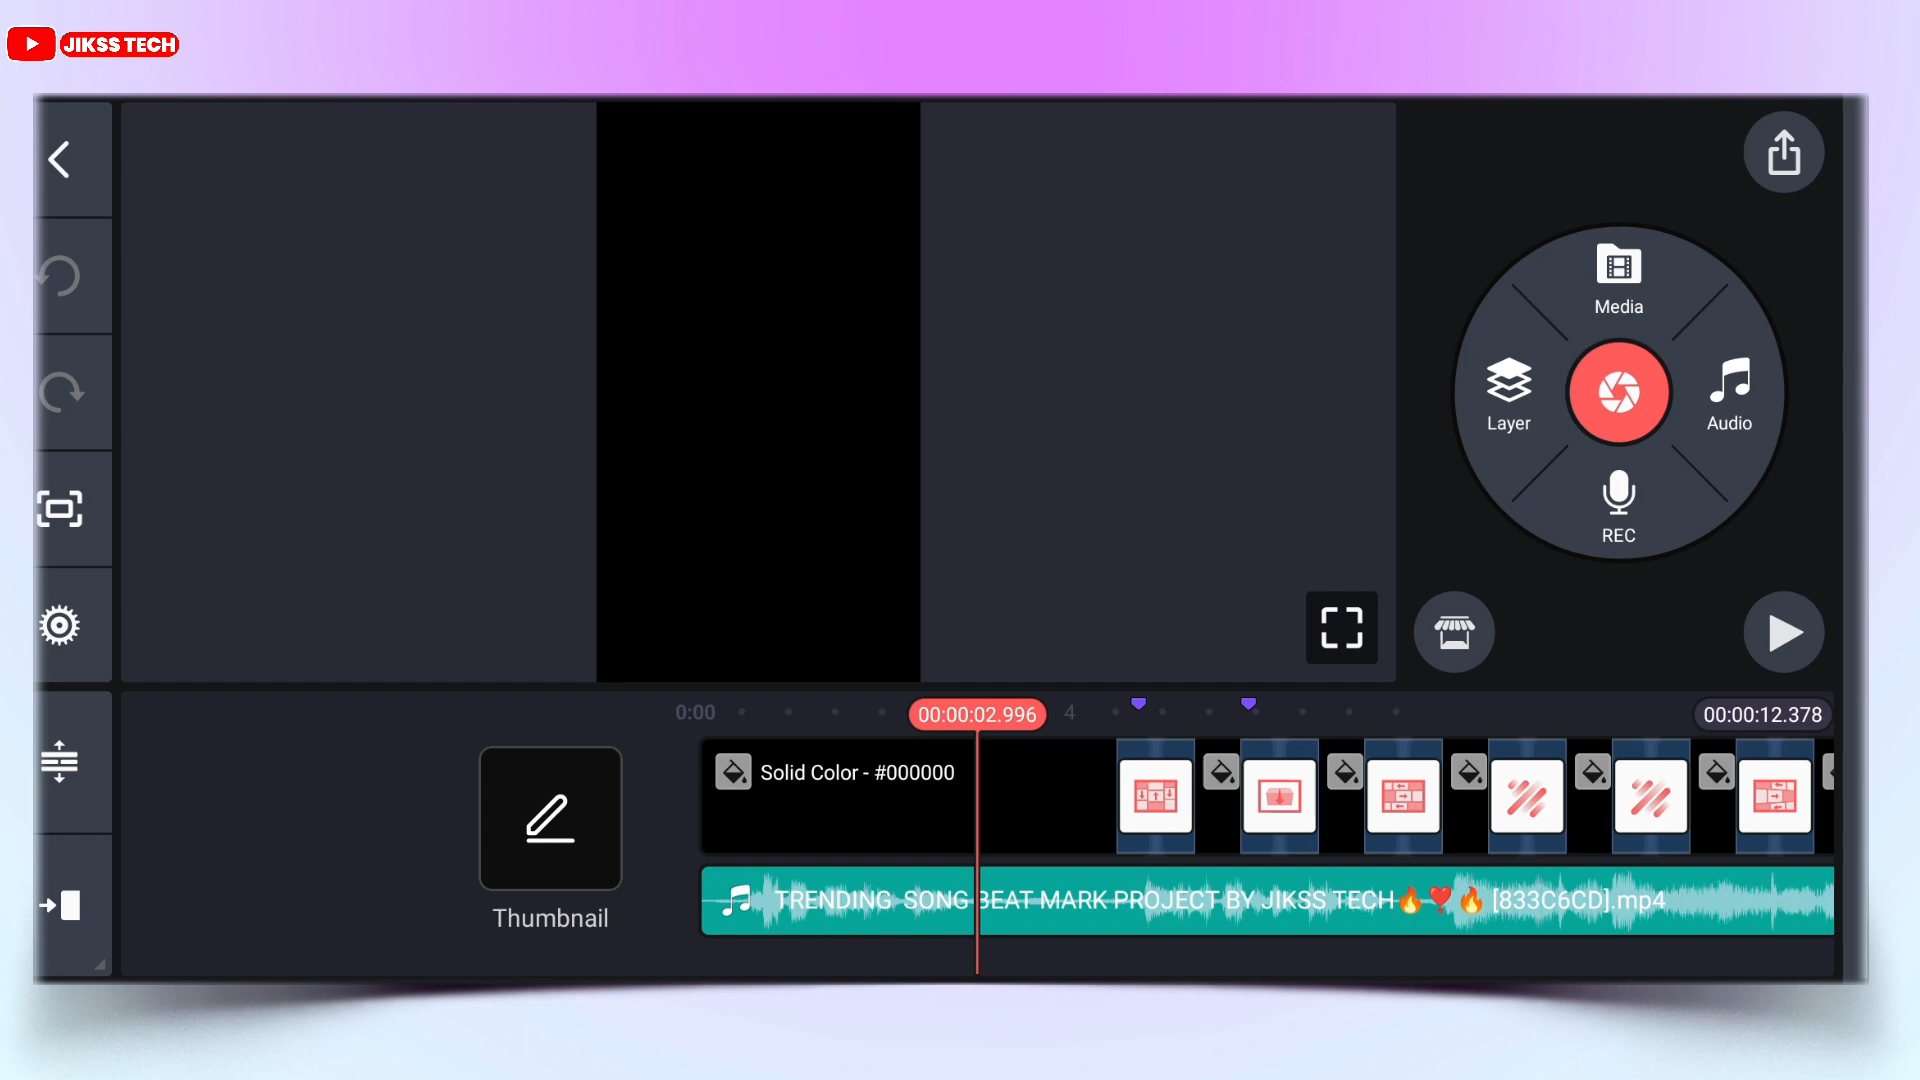 JIKSS TECH
Media
Layer
Audio
REC
0:00
00:00:02.996
4
00:00:12.378
Solid Color - #000000
Thumbnail
TRENDING SONG BEAT MARK PROJECT BY JIKSS TECH🔥❣️🔥 [833C6CD].mp4